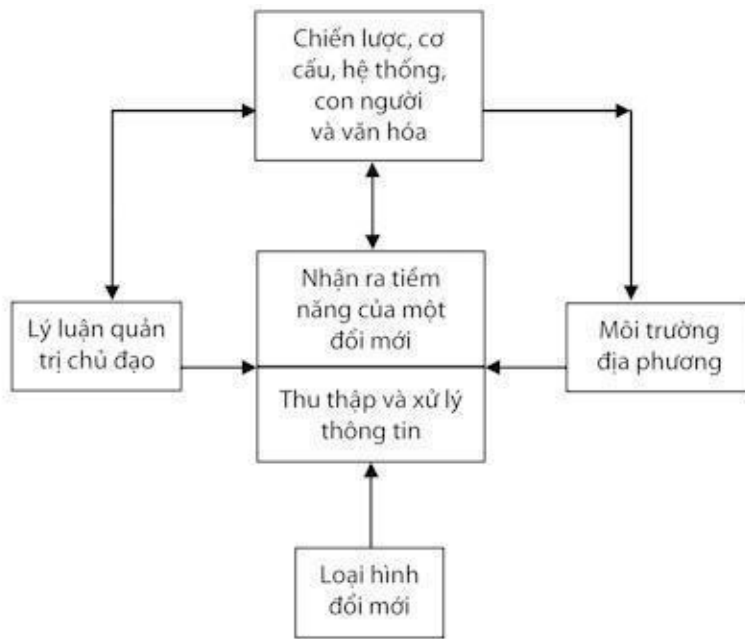 Chiến lược, cơ
cấu, hệ thống,
con người
và văn hóa
Nhận ra tiềm
năng của một
đổi mới
Lý luận quản
trị chủ đạo
Môi trường
địa phương
Thu thập và xử lý
thông tin
Loại hình
đổi mới